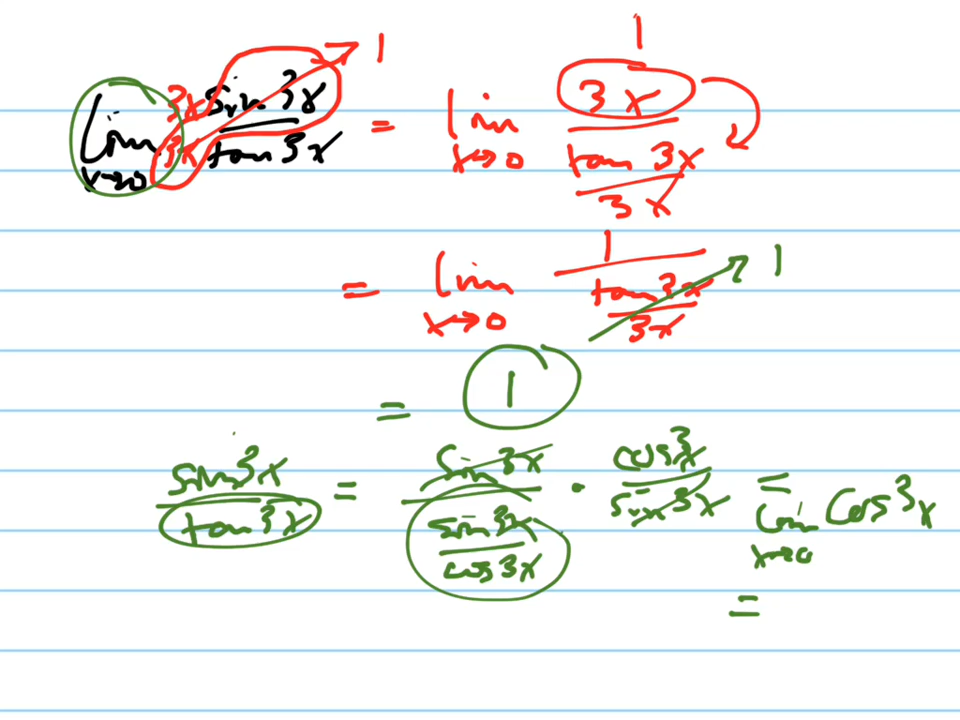 lim x→0 3x/3x sin 3x/tan 3x → 1 = lim x→0 3x/(tan 3x/3x) 1
= lim x→0 1/(tan 3x/3x) → 1
= 1
sin 3x/tan 3x = sin 3x/(sin 3x/cos 3x) · cos 3x/sin 3x = lim x→0 cos 3x
=